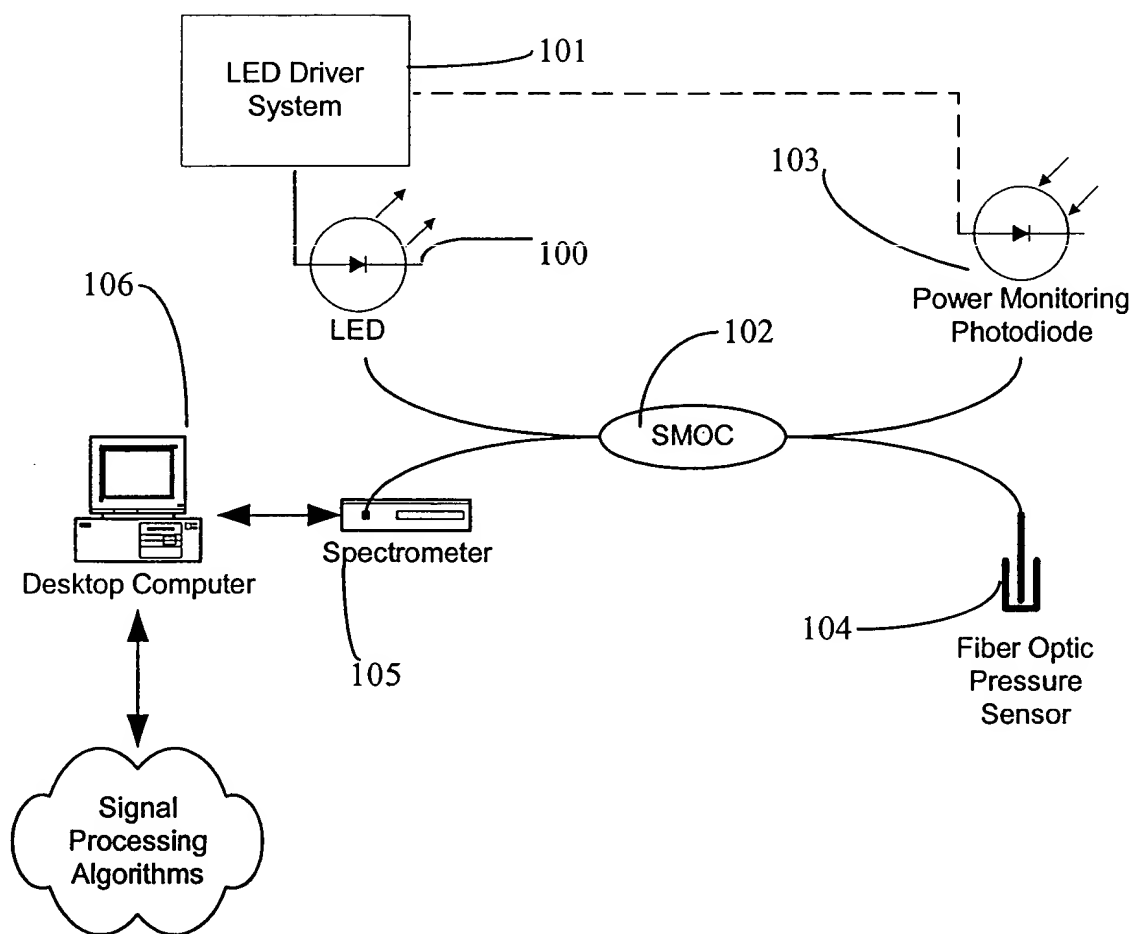 101
LED Driver
System
103
100
106
LED
Power Monitoring
Photodiode
102
SMOC
Spectrometer
Desktop Computer
104
105
Fiber Optic
Pressure
Sensor
Signal
Processing
Algorithms